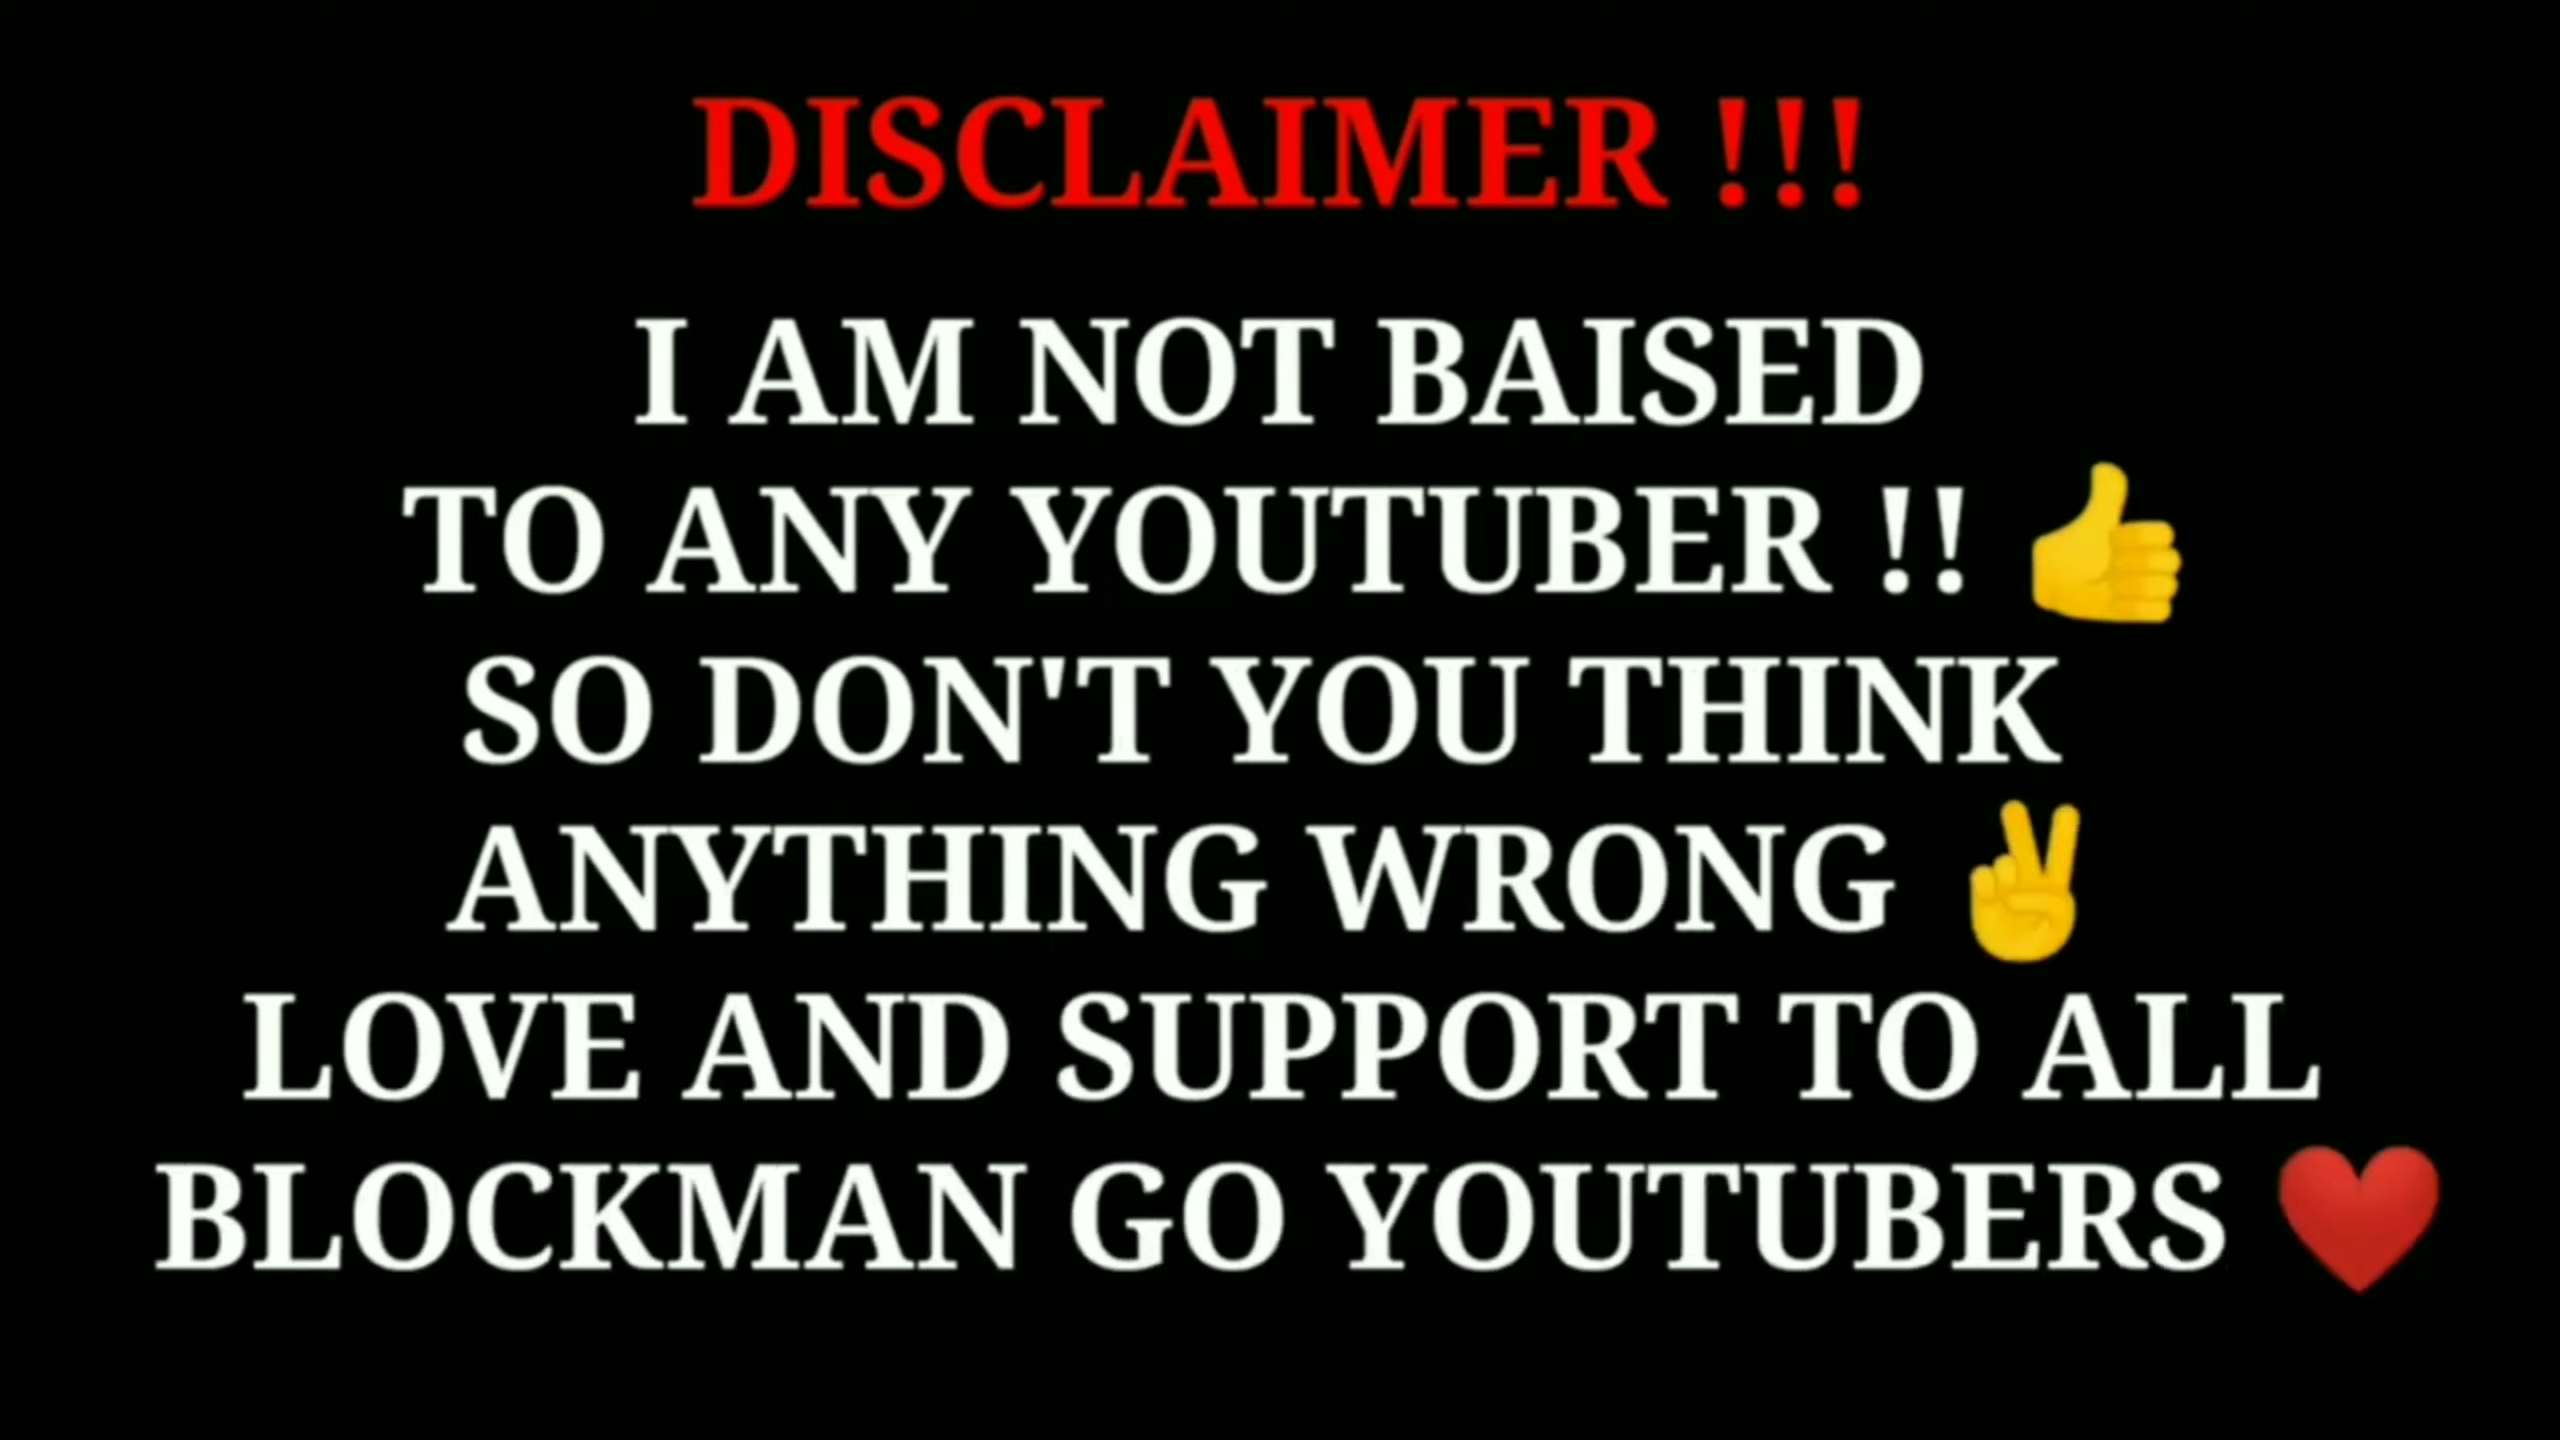 DISCLAIMER !!!
I AM NOT BAISED
TO ANY YOUTUBER !! 👍
SO DON'T YOU THINK
ANYTHING WRONG ✌️
LOVE AND SUPPORT TO ALL
BLOCKMAN GO YOUTUBERS ❤️